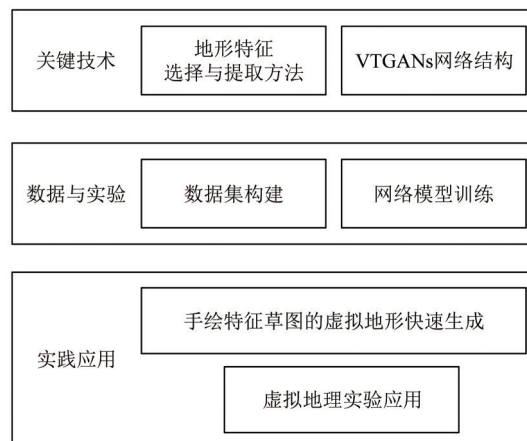 关键技术
地形特征
选择与提取方法
VTGANs网络结构
数据与实验
数据集构建
网络模型训练
实践应用
手绘特征草图的虚拟地形快速生成
虚拟地理实验应用